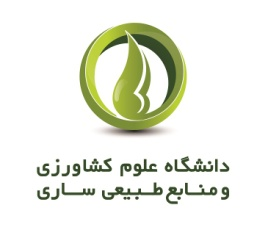 دانشگاه علوم کشاورزی
و منابع طبیعی ساری